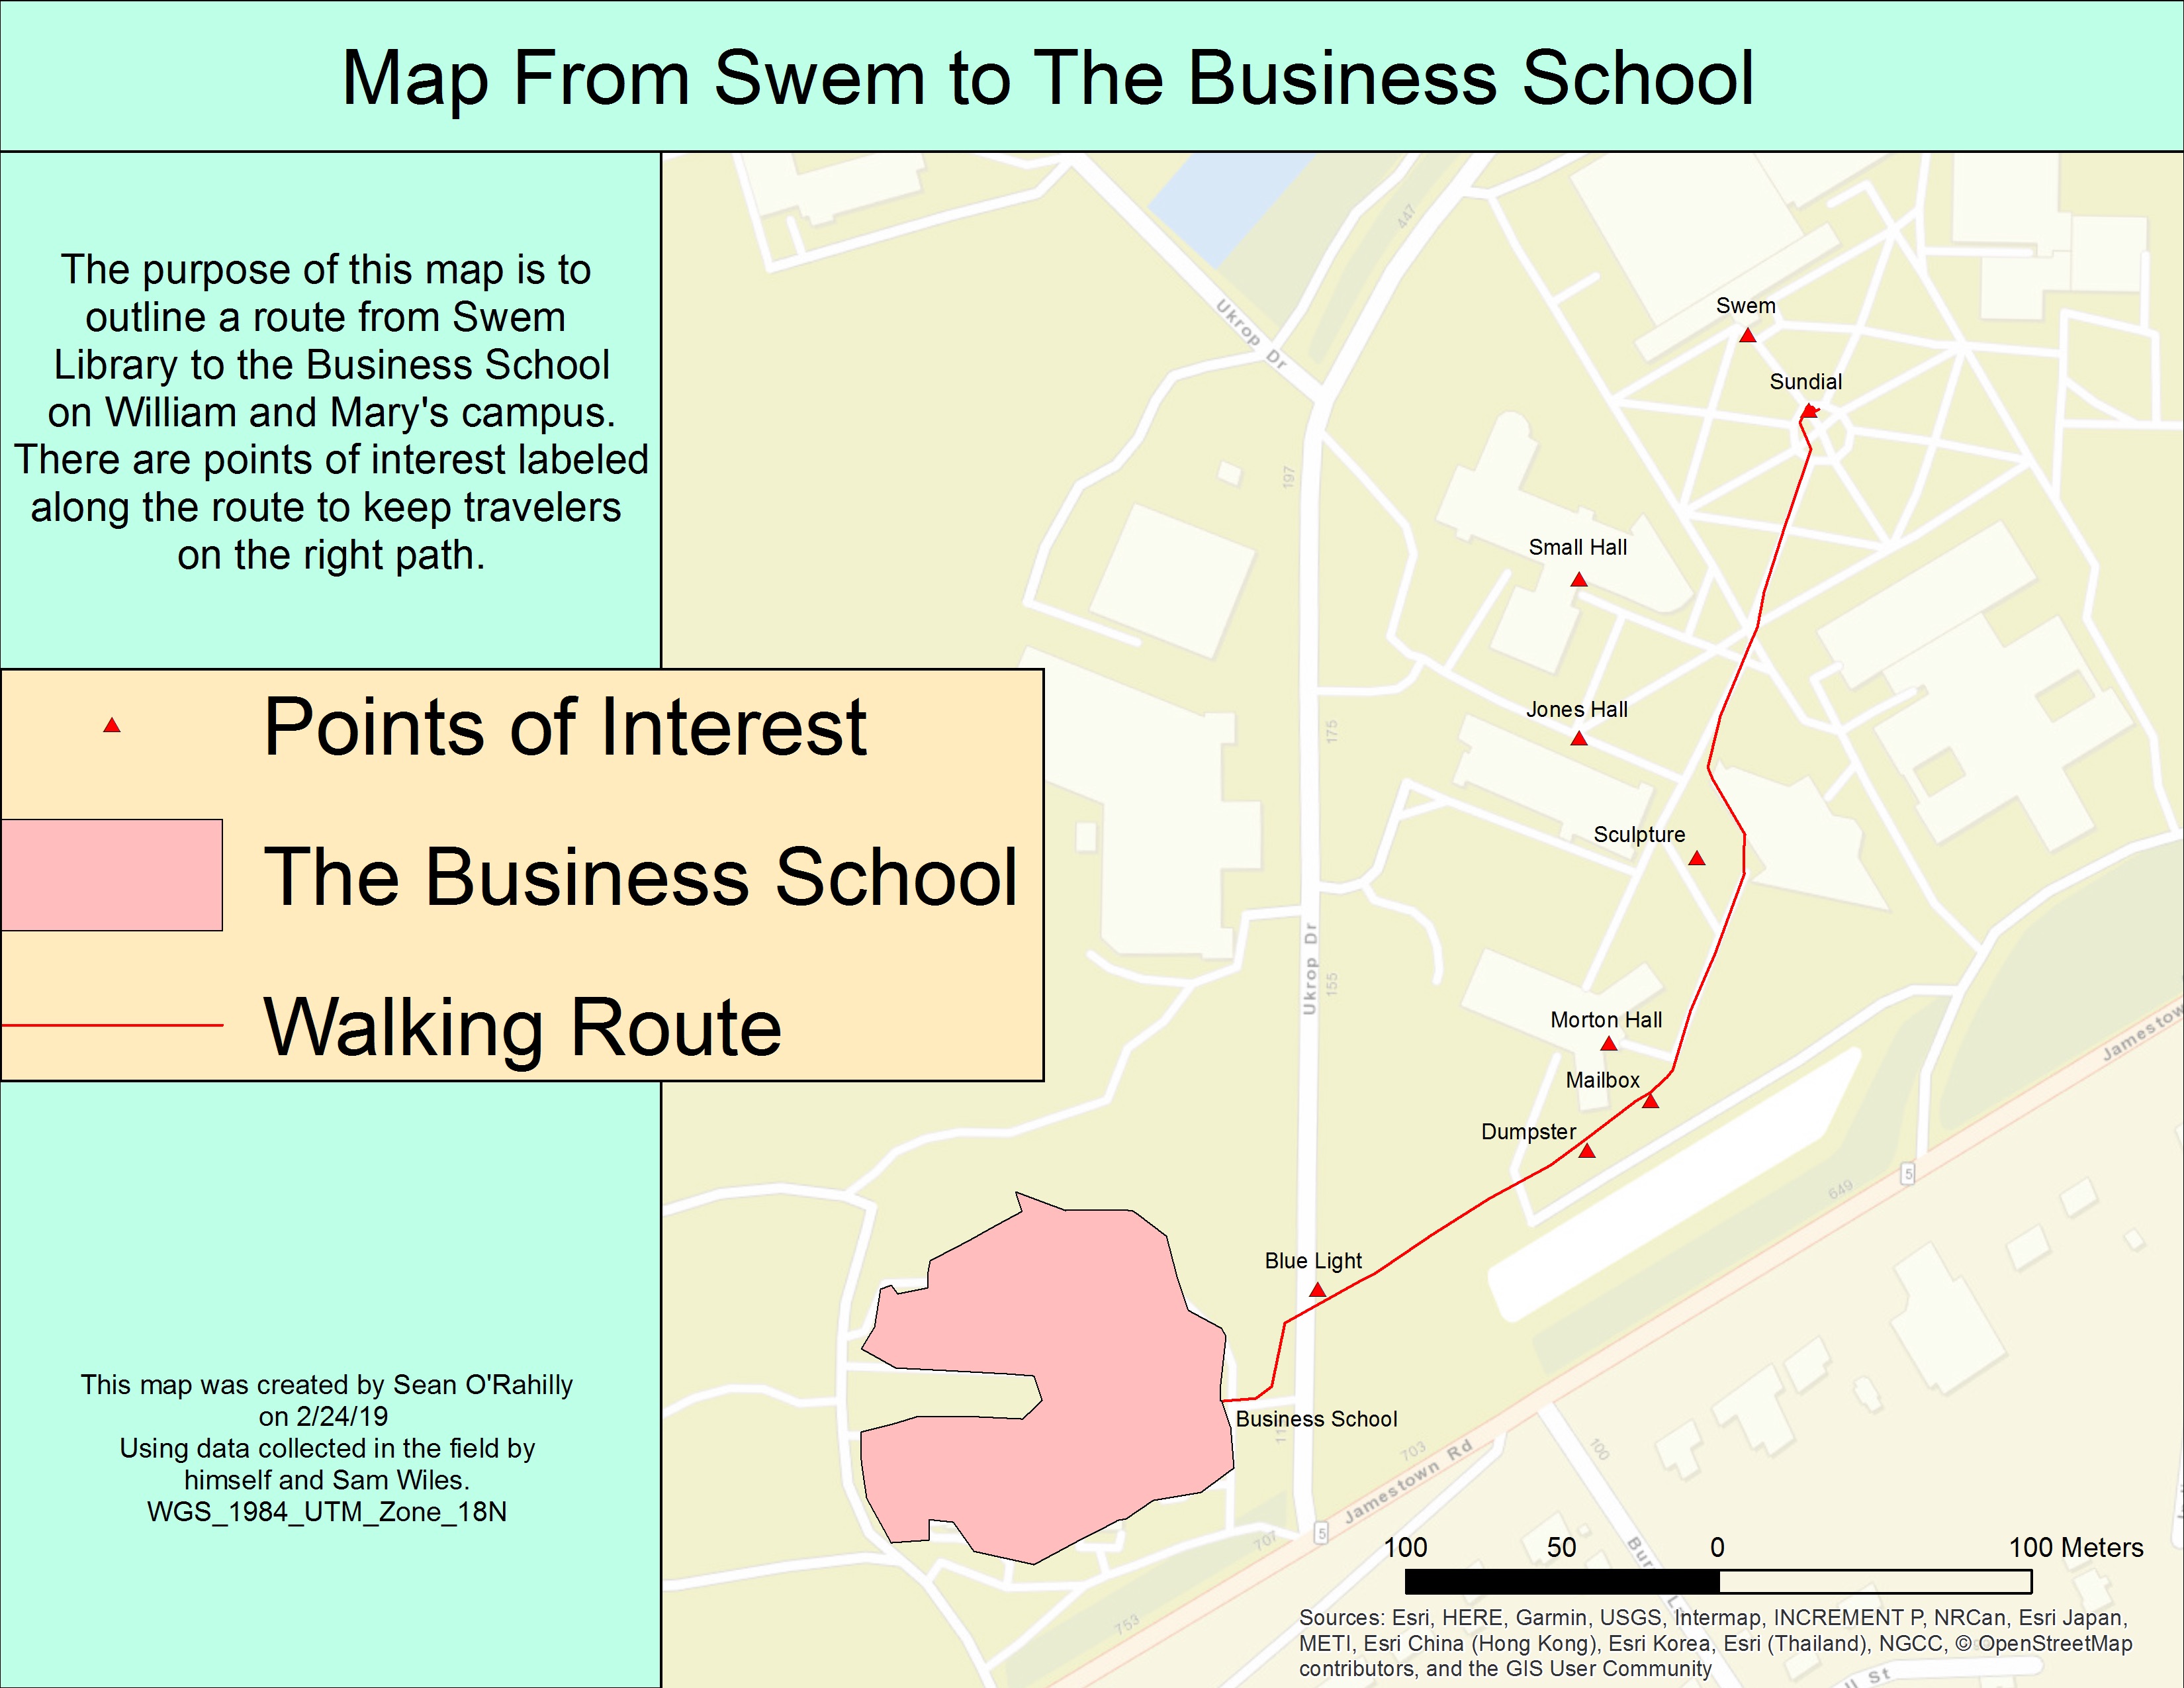 Map From Swem to The Business School
The purpose of this map is to
outline a route from Swem
Library to the Business School
on William and Mary's campus.
There are points of interest labeled
along the route to keep travelers
on the right path.
Points of Interest
The Business School
Walking Route
This map was created by Sean O'Rahilly
on 2/24/19
Using data collected in the field by
himself and Sam Wiles.
WGS_1984_UTM_Zone_18N
447
Ukrop Dr
Swem
Sundial
197
Small Hall
Jones Hall
175
Sculpture
Ukrop Dr
155
Morton Hall
Mailbox
Dumpster
Jamestow
5
649
Blue Light
Business School
703
Jamestown Rd
100
5
707
753
100 50 0 100 Meters
Sources: Esri, HERE, Garmin, USGS, Intermap, INCREMENT P, NRCan, Esri Japan,
METI, Esri China (Hong Kong), Esri Korea, Esri (Thailand), NGCC, © OpenStreetMap
contributors, and the GIS User Community